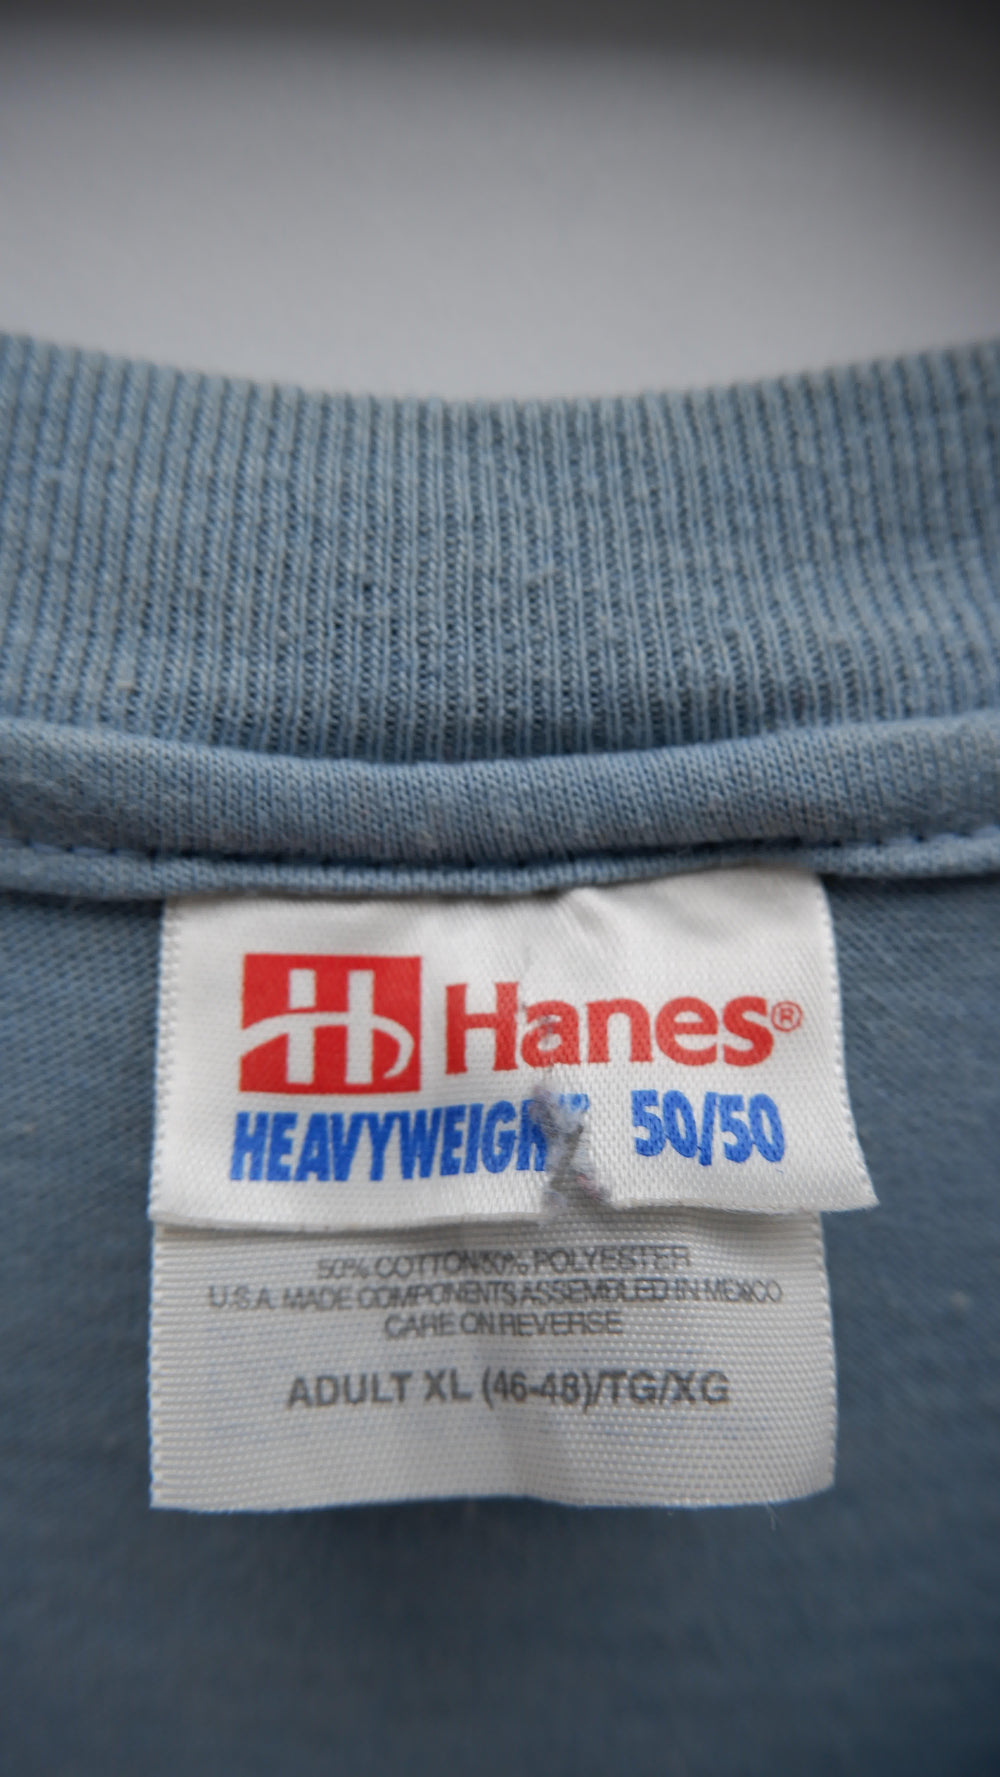 H Hanes®
HEAVYWEIGHT 50/50
50% COTTON/50% POLYESTER
U.S.A. MADE COMPONENTS ASSEMBLED IN MEXICO
CARE ON REVERSE
ADULT XL (46-48)/TG/XG